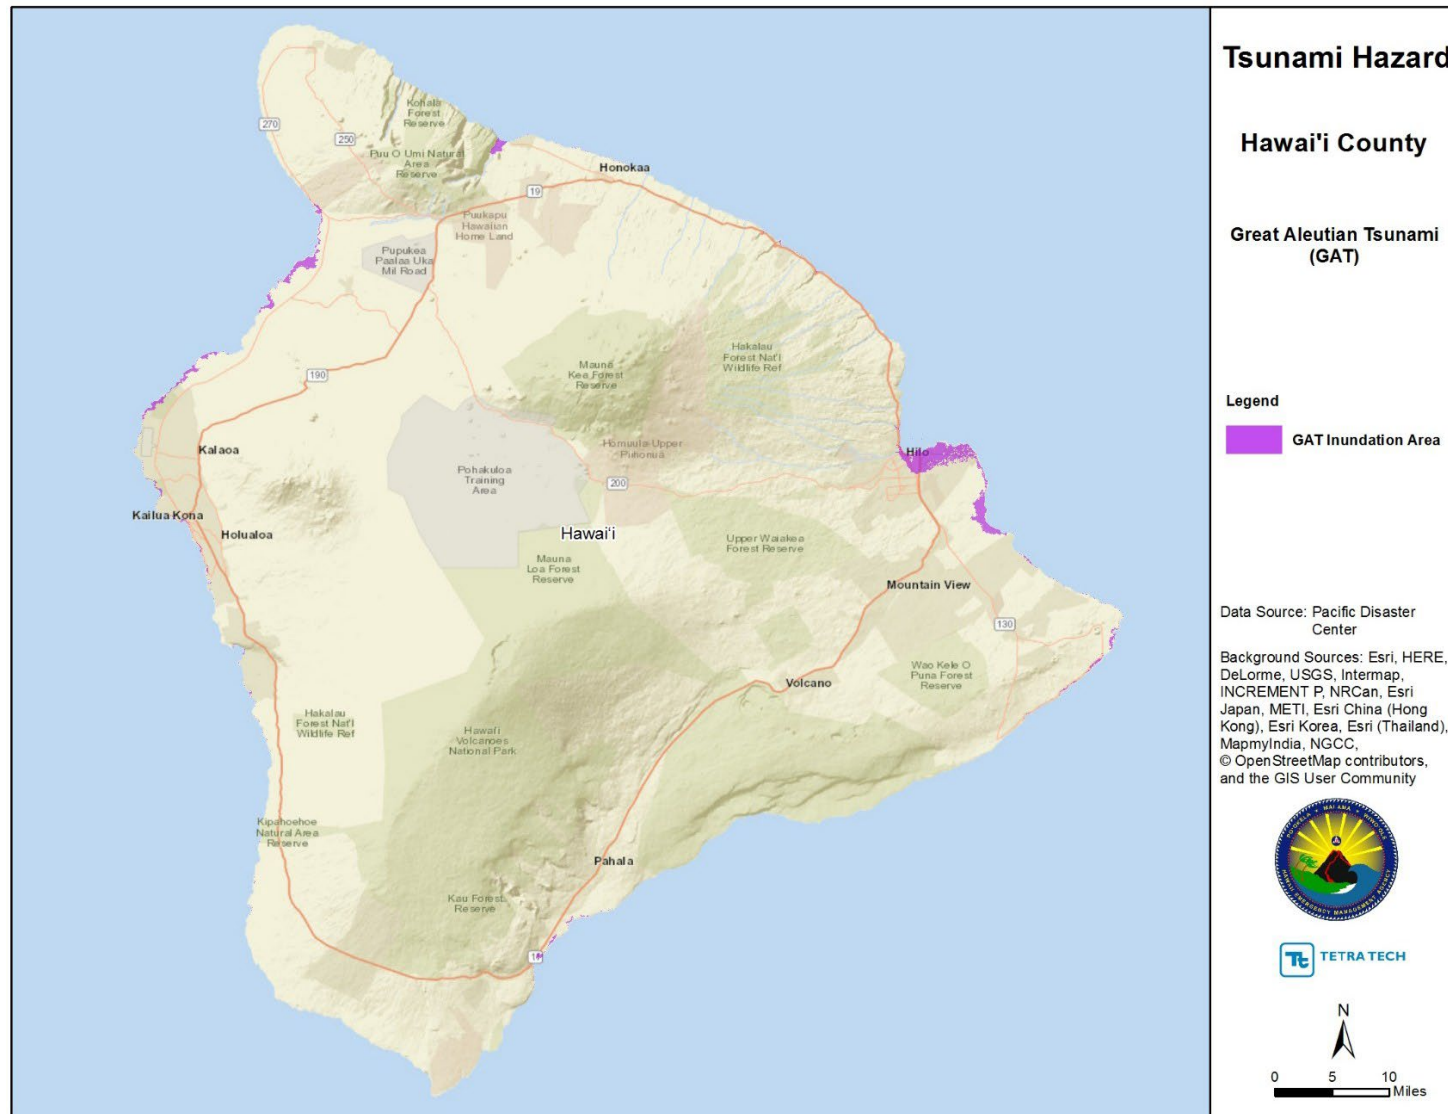 Tsunami Hazard
Hawai'i County
Great Aleutian Tsunami
(GAT)
Legend
GAT Inundation Area
Data Source: Pacific Disaster
Center
Background Sources: Esri, HERE,
DeLorme, USGS, Intermap,
INCREMENT P, NRCan, Esri
Japan, METI, Esri China (Hong
Kong), Esri Korea, Esri (Thailand),
MapmyIndia, NGCC,
© OpenStreetMap contributors,
and the GIS User Community
HAWAI'I EMERGENCY MANAGEMENT AGENCY
Tt TETRA TECH
N
0 5 10
Miles
Kohala
Forest
Reserve
270
250
Puu O Umi Natural
Area
Reserve
Honokaa
19
Puukapu
Hawaiian
Home Land
Pupukea
Paalaa Uka
Mil Road
Hakalau
Forest Nat'l
Wildlife Ref
Mauna
Kea Forest
Reserve
190
Kalaoa
Humuula-Upper
Piihonua
Hilo
Pohakuloa
Training
Area
200
Kailua-Kona
Holualoa
Hawai‘i
Upper Waiakea
Forest Reserve
Mauna
Loa Forest
Reserve
Mountain View
130
Wao Kele O
Puna Forest
Reserve
Volcano
Hakalau
Forest Nat'l
Wildlife Ref
Hawai'i
Volcanoes
National Park
Kipahoehoe
Natural Area
Reserve
Pahala
Kau Forest
Reserve